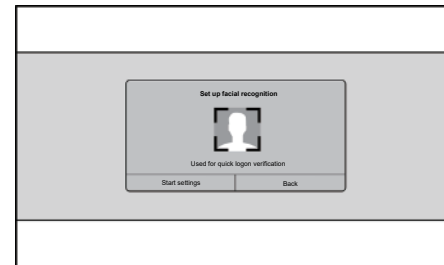 Set up facial recognition
Used for quick logon verification
Start settings
Back